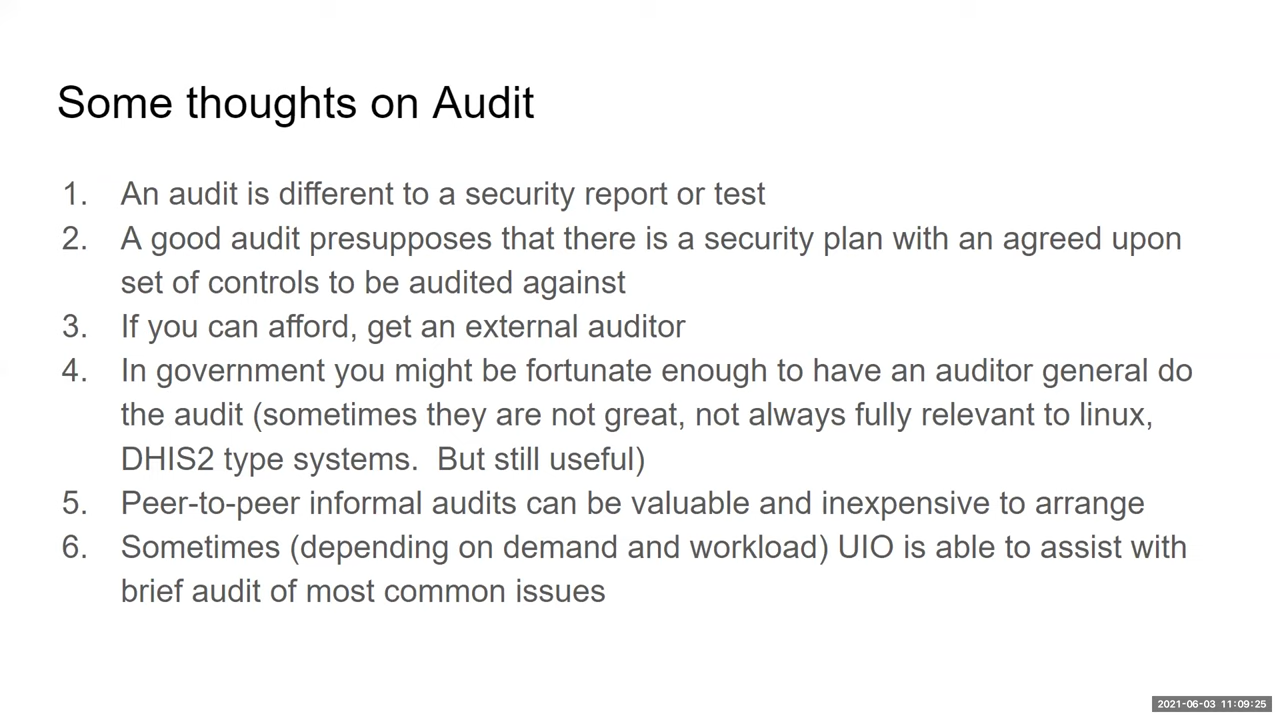 Some thoughts on Audit
1. An audit is different to a security report or test
2. A good audit presupposes that there is a security plan with an agreed upon
set of controls to be audited against
3. If you can afford, get an external auditor
4. In government you might be fortunate enough to have an auditor general do
the audit (sometimes they are not great, not always fully relevant to linux,
DHIS2 type systems.  But still useful)
5. Peer-to-peer informal audits can be valuable and inexpensive to arrange
6. Sometimes (depending on demand and workload) UIO is able to assist with
brief audit of most common issues
2021-06-03 11:09:25